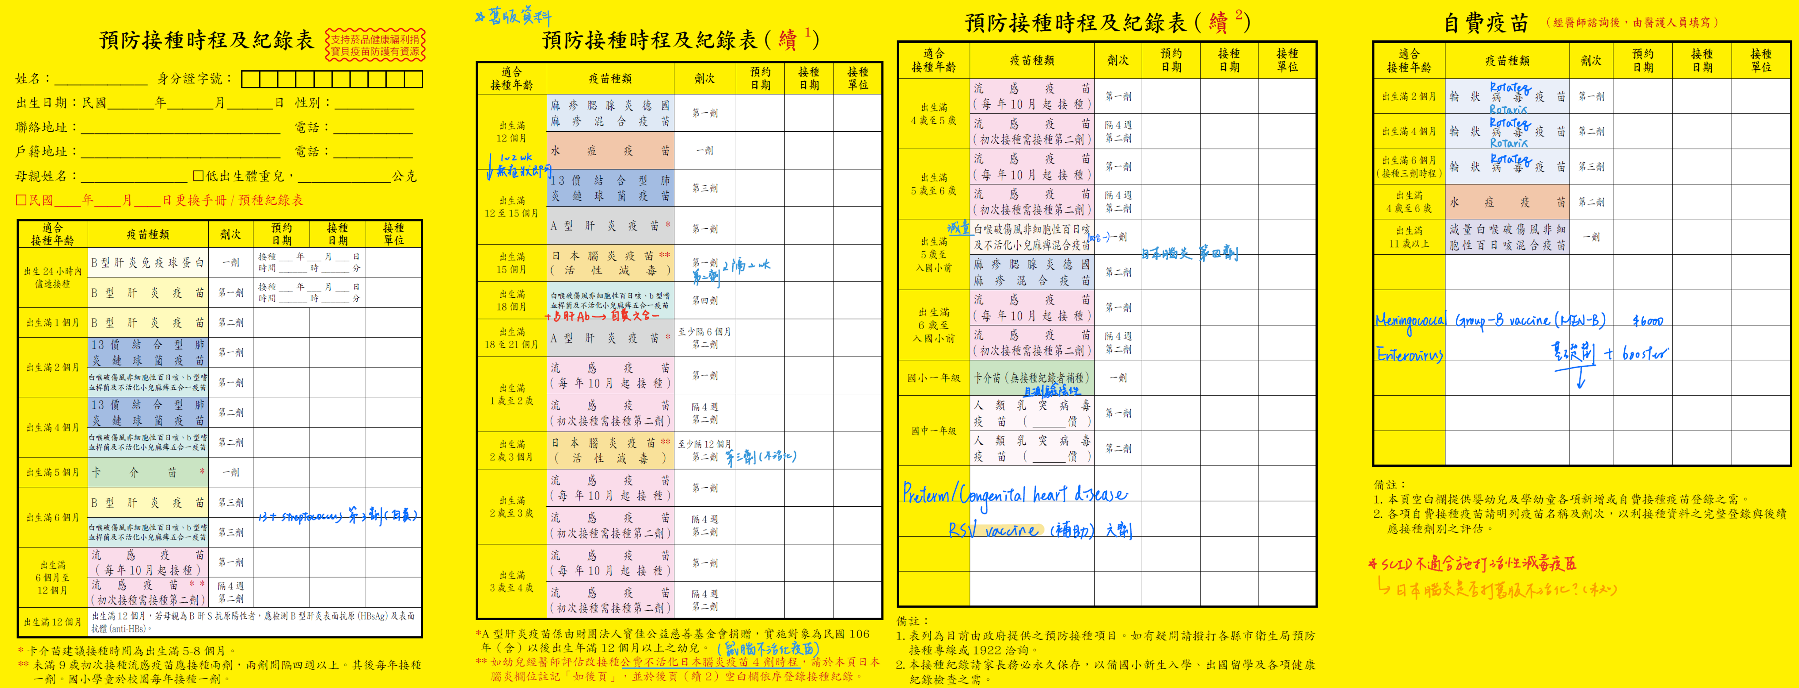 預防接種時程及紀錄表
支持菸品健康福利捐
寶貝疫苗防護有資源
姓名：
身分證字號：
出生日期：民國 年 月 日 性別：
聯絡地址： 電話：
戶籍地址： 電話：
母親姓名： □低出生體重兒， 公克
□民國 年 月 日更換手冊/預種紀錄表
適合接種年齡 疫苗種類 劑次 預約日期 接種日期 接種單位
出生24小時內儘速接種
B型肝炎免疫球蛋白 一劑 接種 年 月 日
時間 時 分
B型肝炎疫苗 第一劑 接種 年 月 日
時間 時 分
出生滿1個月 B型肝炎疫苗 第二劑
出生滿2個月
13價結合型肺炎鏈球菌疫苗 第一劑
白喉破傷風非細胞性百日咳、b型嗜血桿菌及不活化小兒麻痺五合一疫苗 第一劑
出生滿4個月
13價結合型肺炎鏈球菌疫苗 第二劑
白喉破傷風非細胞性百日咳、b型嗜血桿菌及不活化小兒麻痺五合一疫苗 第二劑
出生滿5個月 卡介苗* 一劑
出生滿6個月
B型肝炎疫苗 第三劑
13+ streptococcus 第3劑(自費)
白喉破傷風非細胞性百日咳、b型嗜血桿菌及不活化小兒麻痺五合一疫苗 第三劑
出生滿6個月至12個月
流感疫苗
(每年10月起接種) 第一劑
流感疫苗**
(初次接種需接種第二劑) 隔4週第二劑
出生滿12個月 出生滿12個月，若母親為B肝S抗原陽性者，應檢測B型肝炎表面抗原(HBsAg)及表面抗體(anti-HBs)。
*卡介苗建議接種時間為出生滿5-8個月。
**未滿9歲初次接種流感疫苗應接種兩劑，兩劑間隔四週以上。其後每年接種
一劑。國小學童於校園每年接種一劑。
*舊版資料
預防接種時程及紀錄表(續1)
適合接種年齡 疫苗種類 劑次 預約日期 接種日期 接種單位
出生滿12個月
麻疹腮腺炎德國麻疹混合疫苗 第一劑
水痘疫苗 一劑
1~2wk
無症狀即可
出生滿12至15個月
13價結合型肺炎鏈球菌疫苗 第三劑
A型肝炎疫苗* 第一劑
出生滿15個月
日本腦炎疫苗**
(活性減毒) 第一劑
第二劑 隔2wk
出生滿18個月
白喉破傷風非細胞性百日咳、b型嗜血桿菌及不活化小兒麻痺五合一疫苗 第四劑
+B肝Ab→自費六合一
出生滿18至21個月 A型肝炎疫苗* 至少隔6個月第二劑
出生滿1歲至2歲
流感疫苗
(每年10月起接種) 第一劑
流感疫苗
(初次接種需接種第二劑) 隔4週第二劑
出生滿2歲3個月
日本腦炎疫苗**
(活性減毒) 至少隔12個月第二劑
第三劑(不活化)
出生滿2歲至3歲
流感疫苗
(每年10月起接種) 第一劑
流感疫苗
(初次接種需接種第二劑) 隔4週第二劑
出生滿3歲至4歲
流感疫苗
(每年10月起接種) 第一劑
流感疫苗
(初次接種需接種第二劑) 隔4週第二劑
*A型肝炎疫苗係由財團法人寶佳公益慈善基金會捐贈，實施對象為民國106
年(含)以後出生年滿12個月以上之幼兒。
(鼠腦不活化疫苗)
**如幼兒經醫師評估改接種公費不活化日本腦炎疫苗4劑時程，請於本頁日本
腦炎欄位註記「如後頁」，並於後頁(續2)空白欄依序登錄接種紀錄。
預防接種時程及紀錄表(續2)
適合接種年齡 疫苗種類 劑次 預約日期 接種日期 接種單位
出生滿4歲至5歲
流感疫苗
(每年10月起接種) 第一劑
流感疫苗
(初次接種需接種第二劑) 隔4週第二劑
出生滿5歲至6歲
流感疫苗
(每年10月起接種) 第一劑
流感疫苗
(初次接種需接種第二劑) 隔4週第二劑
出生滿5歲至入國小前
減量
白喉破傷風非細胞性百日咳及不活化小兒麻痺混合疫苗 一劑
日本腦炎 第四劑
麻疹腮腺炎德國麻疹混合疫苗 第二劑
出生滿6歲至入國小前
流感疫苗
(每年10月起接種) 第一劑
流感疫苗
(初次接種需接種第二劑) 隔4週第二劑
國小一年級 卡介苗(無接種紀錄者補種) 一劑
且測驗陰性
國中一年級
人類乳突病毒疫苗( 價) 第一劑
人類乳突病毒疫苗( 價) 第二劑
Preterm/Congenital heart disease
RSV vaccine (補助) 六劑
備註：
1.表列為目前由政府提供之預防接種項目。如有疑問請撥打各縣市衛生局預防
接種專線或1922洽詢。
2.本接種紀錄請家長務必永久保存，以備國小新生入學、出國留學及各項健康
紀錄檢查之需。
自費疫苗(經醫師諮詢後，由醫護人員填寫)
適合接種年齡 疫苗種類 劑次 預約日期 接種日期 接種單位
出生滿2個月 輪狀病毒疫苗 第一劑
Rotateq
Rotarix
出生滿4個月 輪狀病毒疫苗 第二劑
Rotateq
Rotarix
出生滿6個月(接種三劑時程) 輪狀病毒疫苗 第三劑
Rotateq
出生滿4歲至6歲 水痘疫苗 第二劑
出生滿11歲以上 減量白喉破傷風非細胞性百日咳混合疫苗 一劑
Meningococcal Group-B vaccine (MEN-B) $6000
Enterovirus 基礎劑 + booster
備註：
1.本頁空白欄提供嬰幼兒及學幼童各項新增或自費接種疫苗登錄之需。
2.各項自費接種疫苗請明列疫苗名稱及劑次，以利接種資料之完整登錄與後續
應接種劑別之評估。
*SCID不適合施打活性減毒疫苗
↳日本腦炎是否打舊版不活化?